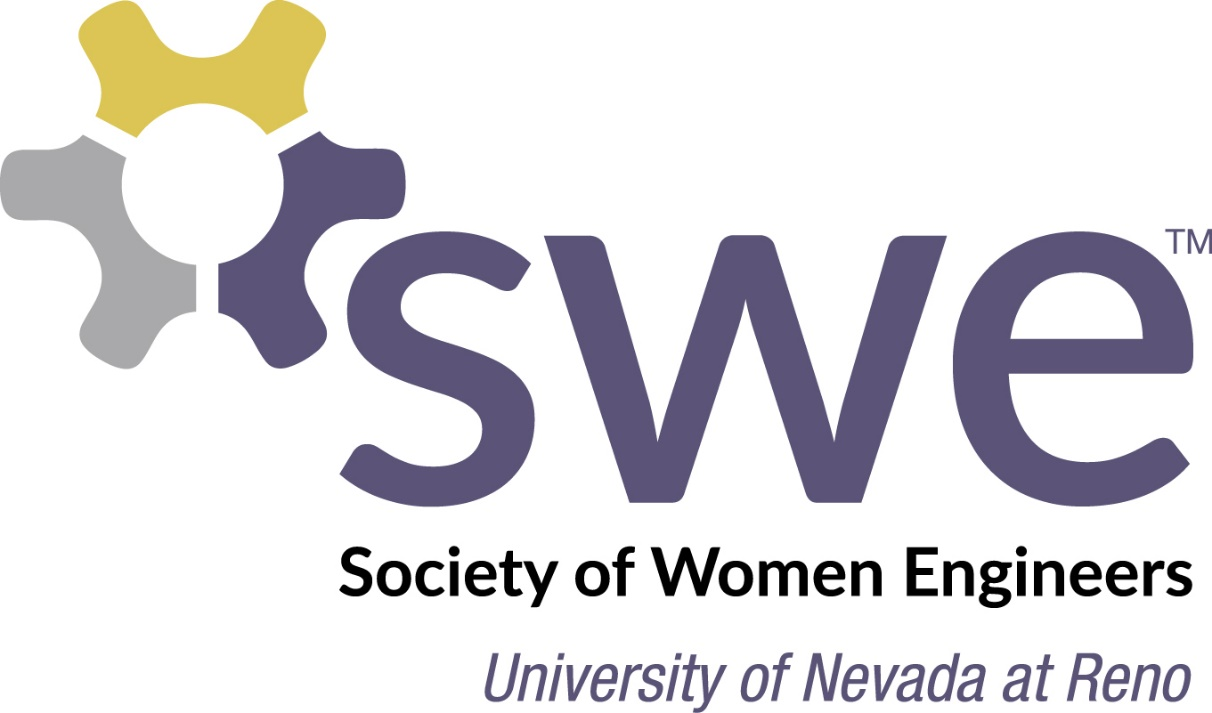 swe™
Society of Women Engineers
University of Nevada at Reno